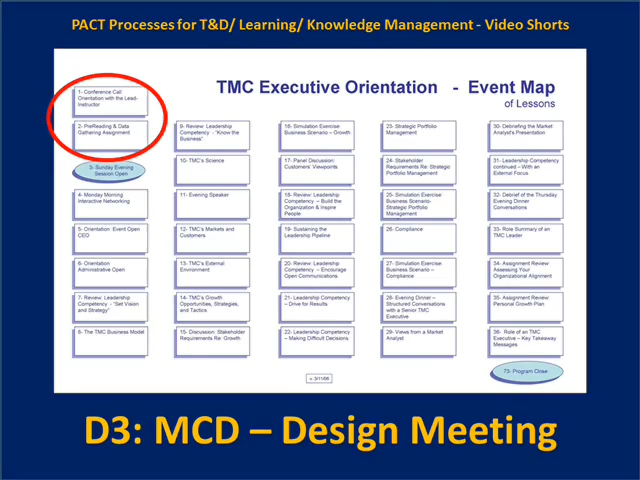 PACT Processes for T&D/ Learning/ Knowledge Management - Video Shorts
TMC Executive Orientation - Event Map
of Lessons
1- Conference Call
Orientation with the Lead-
Instructor
2- PreReading & Data
Gathering Assignment
3- Sunday Evening
Session Open
4- Monday Morning
Interactive Networking
5- Orientation Event Open
CEO
6- Orientation
Administrative Open
7- Review: Leadership
Competency - "Set Vision
and Strategy"
8- The TMC Business Model
9- Review: Leadership
Competency - "Know the
Business"
10- TMC's Science
11- Evening Speaker
12- TMC's Markets and
Customers
13- TMC's External
Environment
14- TMC's Growth
Opportunities, Strategies,
and Tactics
15- Discussion: Stakeholder
Requirements Re: Growth
16- Simulation Exercise
Business Scenario – Growth
17- Panel Discussion:
Customers' Viewpoints
18- Review: Leadership
Competency – Build the
Organization & Inspire
People
19- Sustaining the
Leadership Pipeline
20- Review: Leadership
Competency – Encourage
Open Communications
21- Leadership Competency
– Drive for Results
22- Leadership Competency
– Making Difficult Decisions
23- Strategic Portfolio
Management
24- Stakeholder
Requirements Re: Strategic
Portfolio Management
25- Simulation Exercise
Business Scenario-
Strategic Portfolio
Management
26- Compliance
27- Simulation Exercise
Business Scenario –
Compliance
28- Evening Dinner –
Structured Conversations
with a Senior TMC
Executive
29- Views from a Market
Analyst
30- Debriefing the Market
Analyst's Presentation
31- Leadership Competency
continued – With an
External Focus
32- Debrief of the Thursday
Evening Dinner
Conversations
33- Role Summary of an
TMC Leader
34- Assignment Review:
Assessing Your
Organizational Alignment
35- Assignment Review:
Personal Growth Plan
36- Role of an TMC
Executive – Key Takeaway
Messages
73- Program Close
v. 3/11/06
D3: MCD – Design Meeting